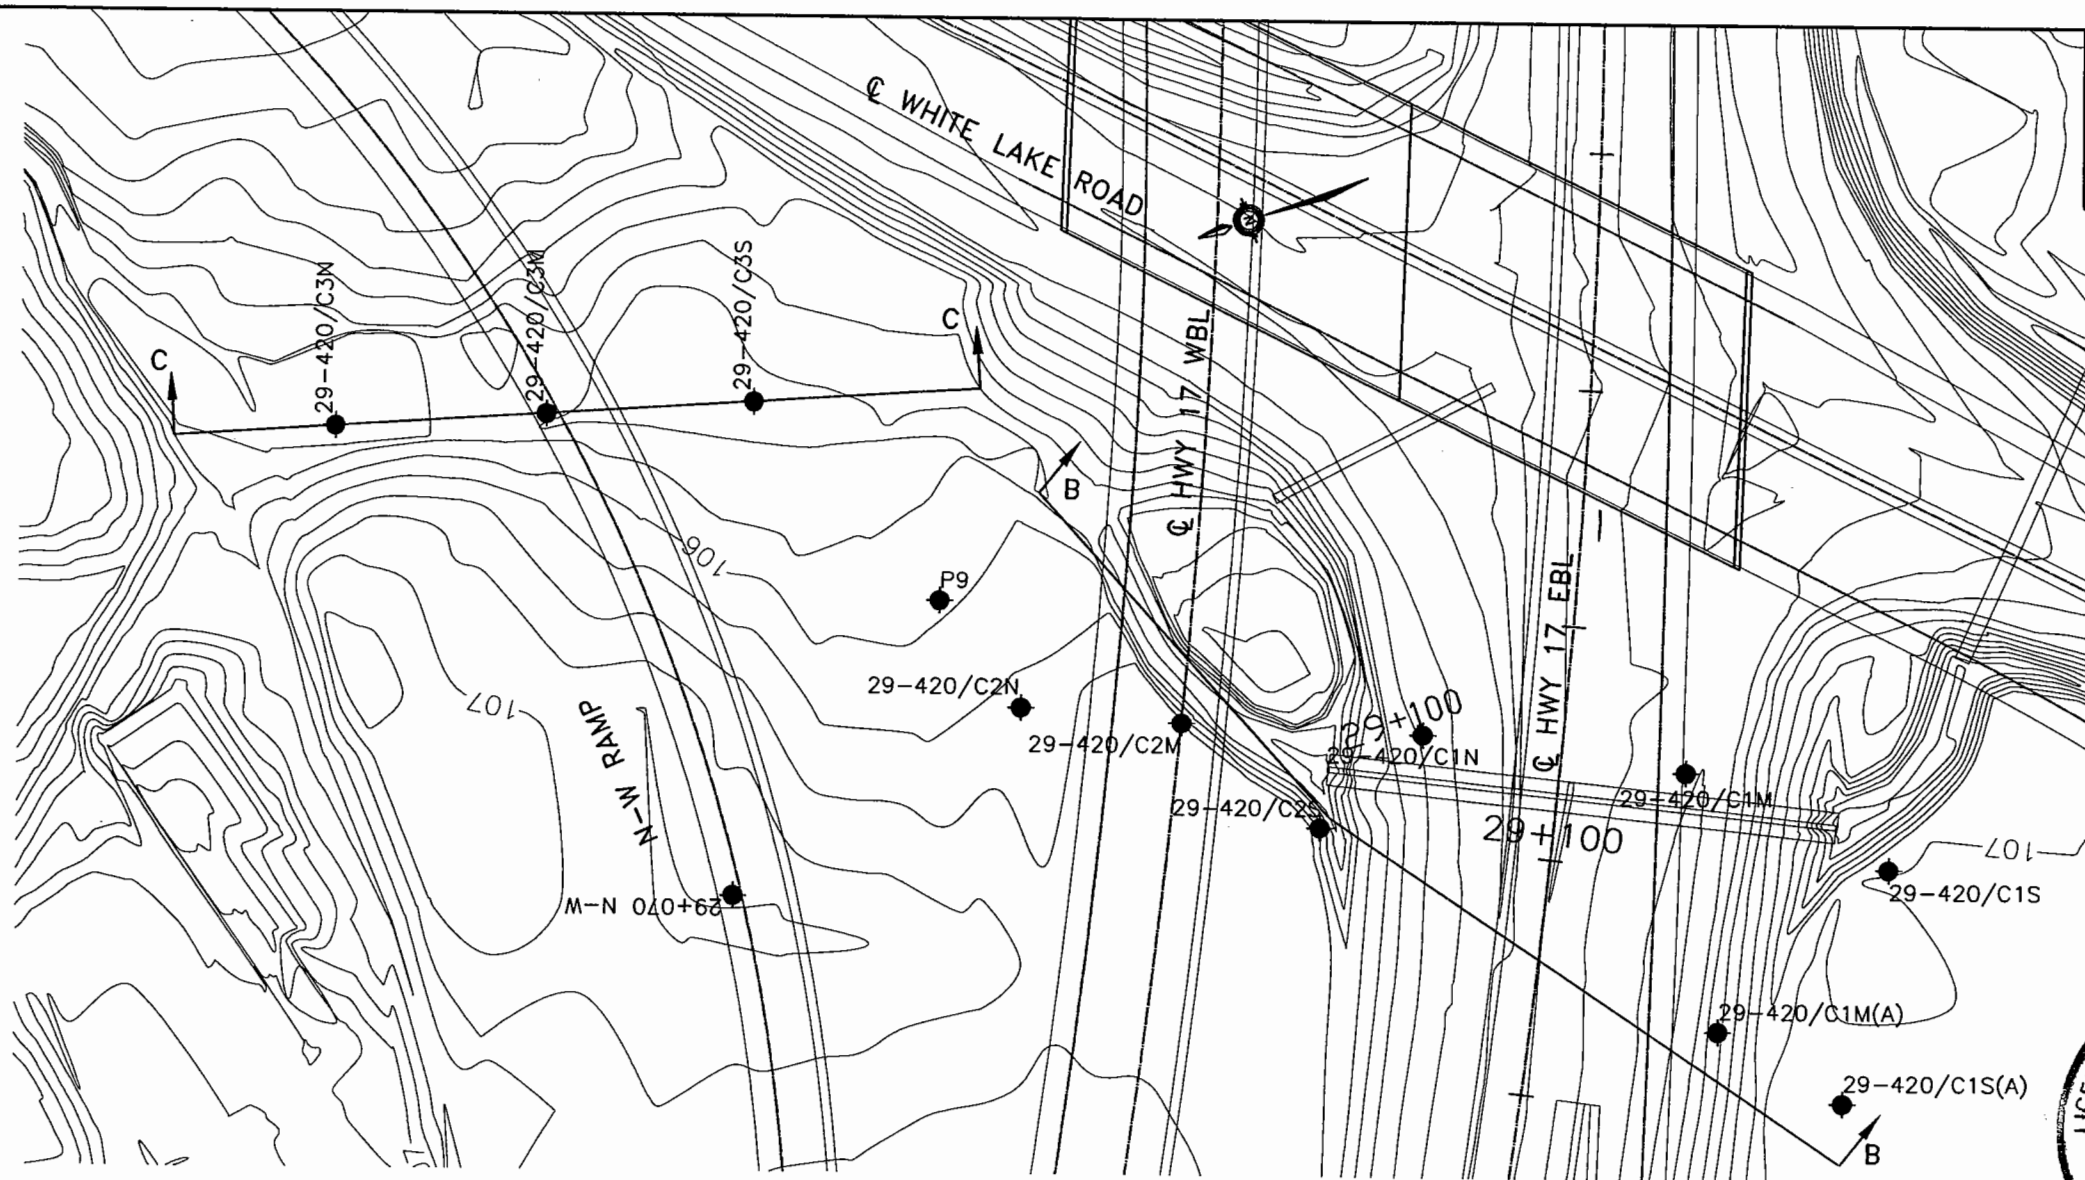 ℄ WHITE LAKE ROAD
N
C
29-420/C3N
29-420/C3M
29-420/C3S
C
℄ HWY 17 WBL
B
106
P9
℄ HWY 17 EBL
107
N-W RAMP
29-420/C2N
29-420/C2M
29+100
29-420/C1N
29-420/C2S
29-420/C1M
29+100
107
29-420/C1S
29+070 N-W
29-420/C1M(A)
29-420/C1S(A)
B